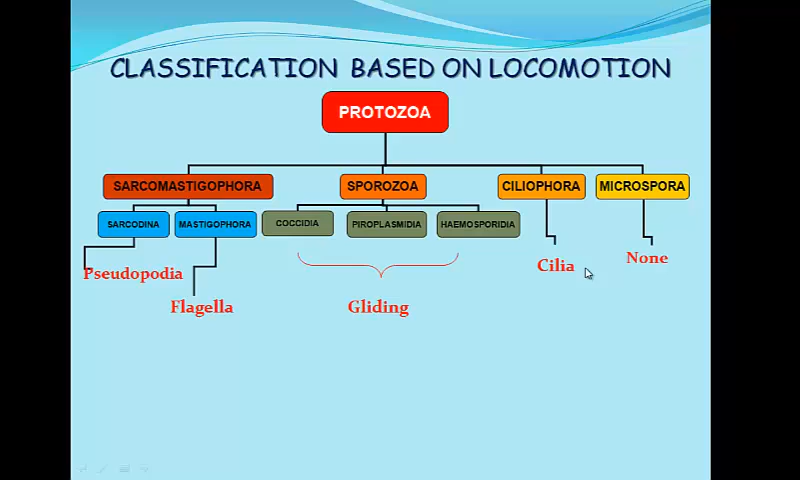 CLASSIFICATION BASED ON LOCOMOTION
PROTOZOA
SARCOMASTIGOPHORA
SPOROZOA
CILIOPHORA
MICROSPORA
SARCODINA
MASTIGOPHORA
COCCIDIA
PIROPLASMIDIA
HAEMOSPORIDIA
Pseudopodia
Flagella
Gliding
Cilia
None